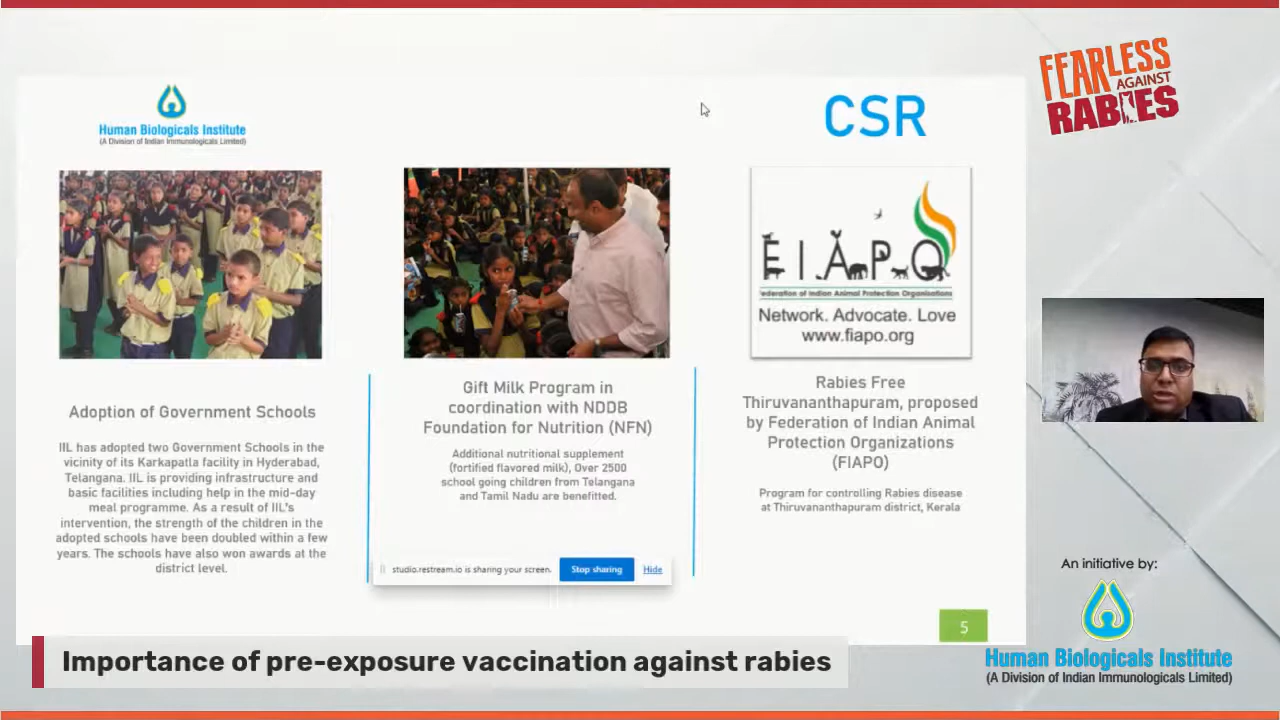 FEARLESS
AGAINST
RABIES
Human Biologicals Institute
(A Division of Indian Immunologicals Limited)
CSR
FIAPO
Federation of Indian Animal Protection Organisations
Network. Advocate. Love
www.fiapo.org
Adoption of Government Schools
IIL has adopted two Government Schools in the
vicinity of its Karkapatla facility in Hyderabad,
Telangana. IIL is providing infrastructure and
basic facilities including help in the mid-day
meal programme. As a result of IIL's
intervention, the strength of the children in the
adopted schools have been doubled within a few
years. The schools have also won awards at the
district level.
Gift Milk Program in
coordination with NDDB
Foundation for Nutrition (NFN)
Additional nutritional supplement
(fortified flavored milk), Over 2500
school going children from Telangana
and Tamil Nadu are benefitted.
Rabies Free
Thiruvananthapuram, proposed
by Federation of Indian Animal
Protection Organizations
(FIAPO)
Program for controlling Rabies disease
at Thiruvananthapuram district, Kerala
studio.restream.io is sharing your screen.
Stop sharing
Hide
5
Importance of pre-exposure vaccination against rabies
An initiative by:
Human Biologicals Institute
(A Division of Indian Immunologicals Limited)